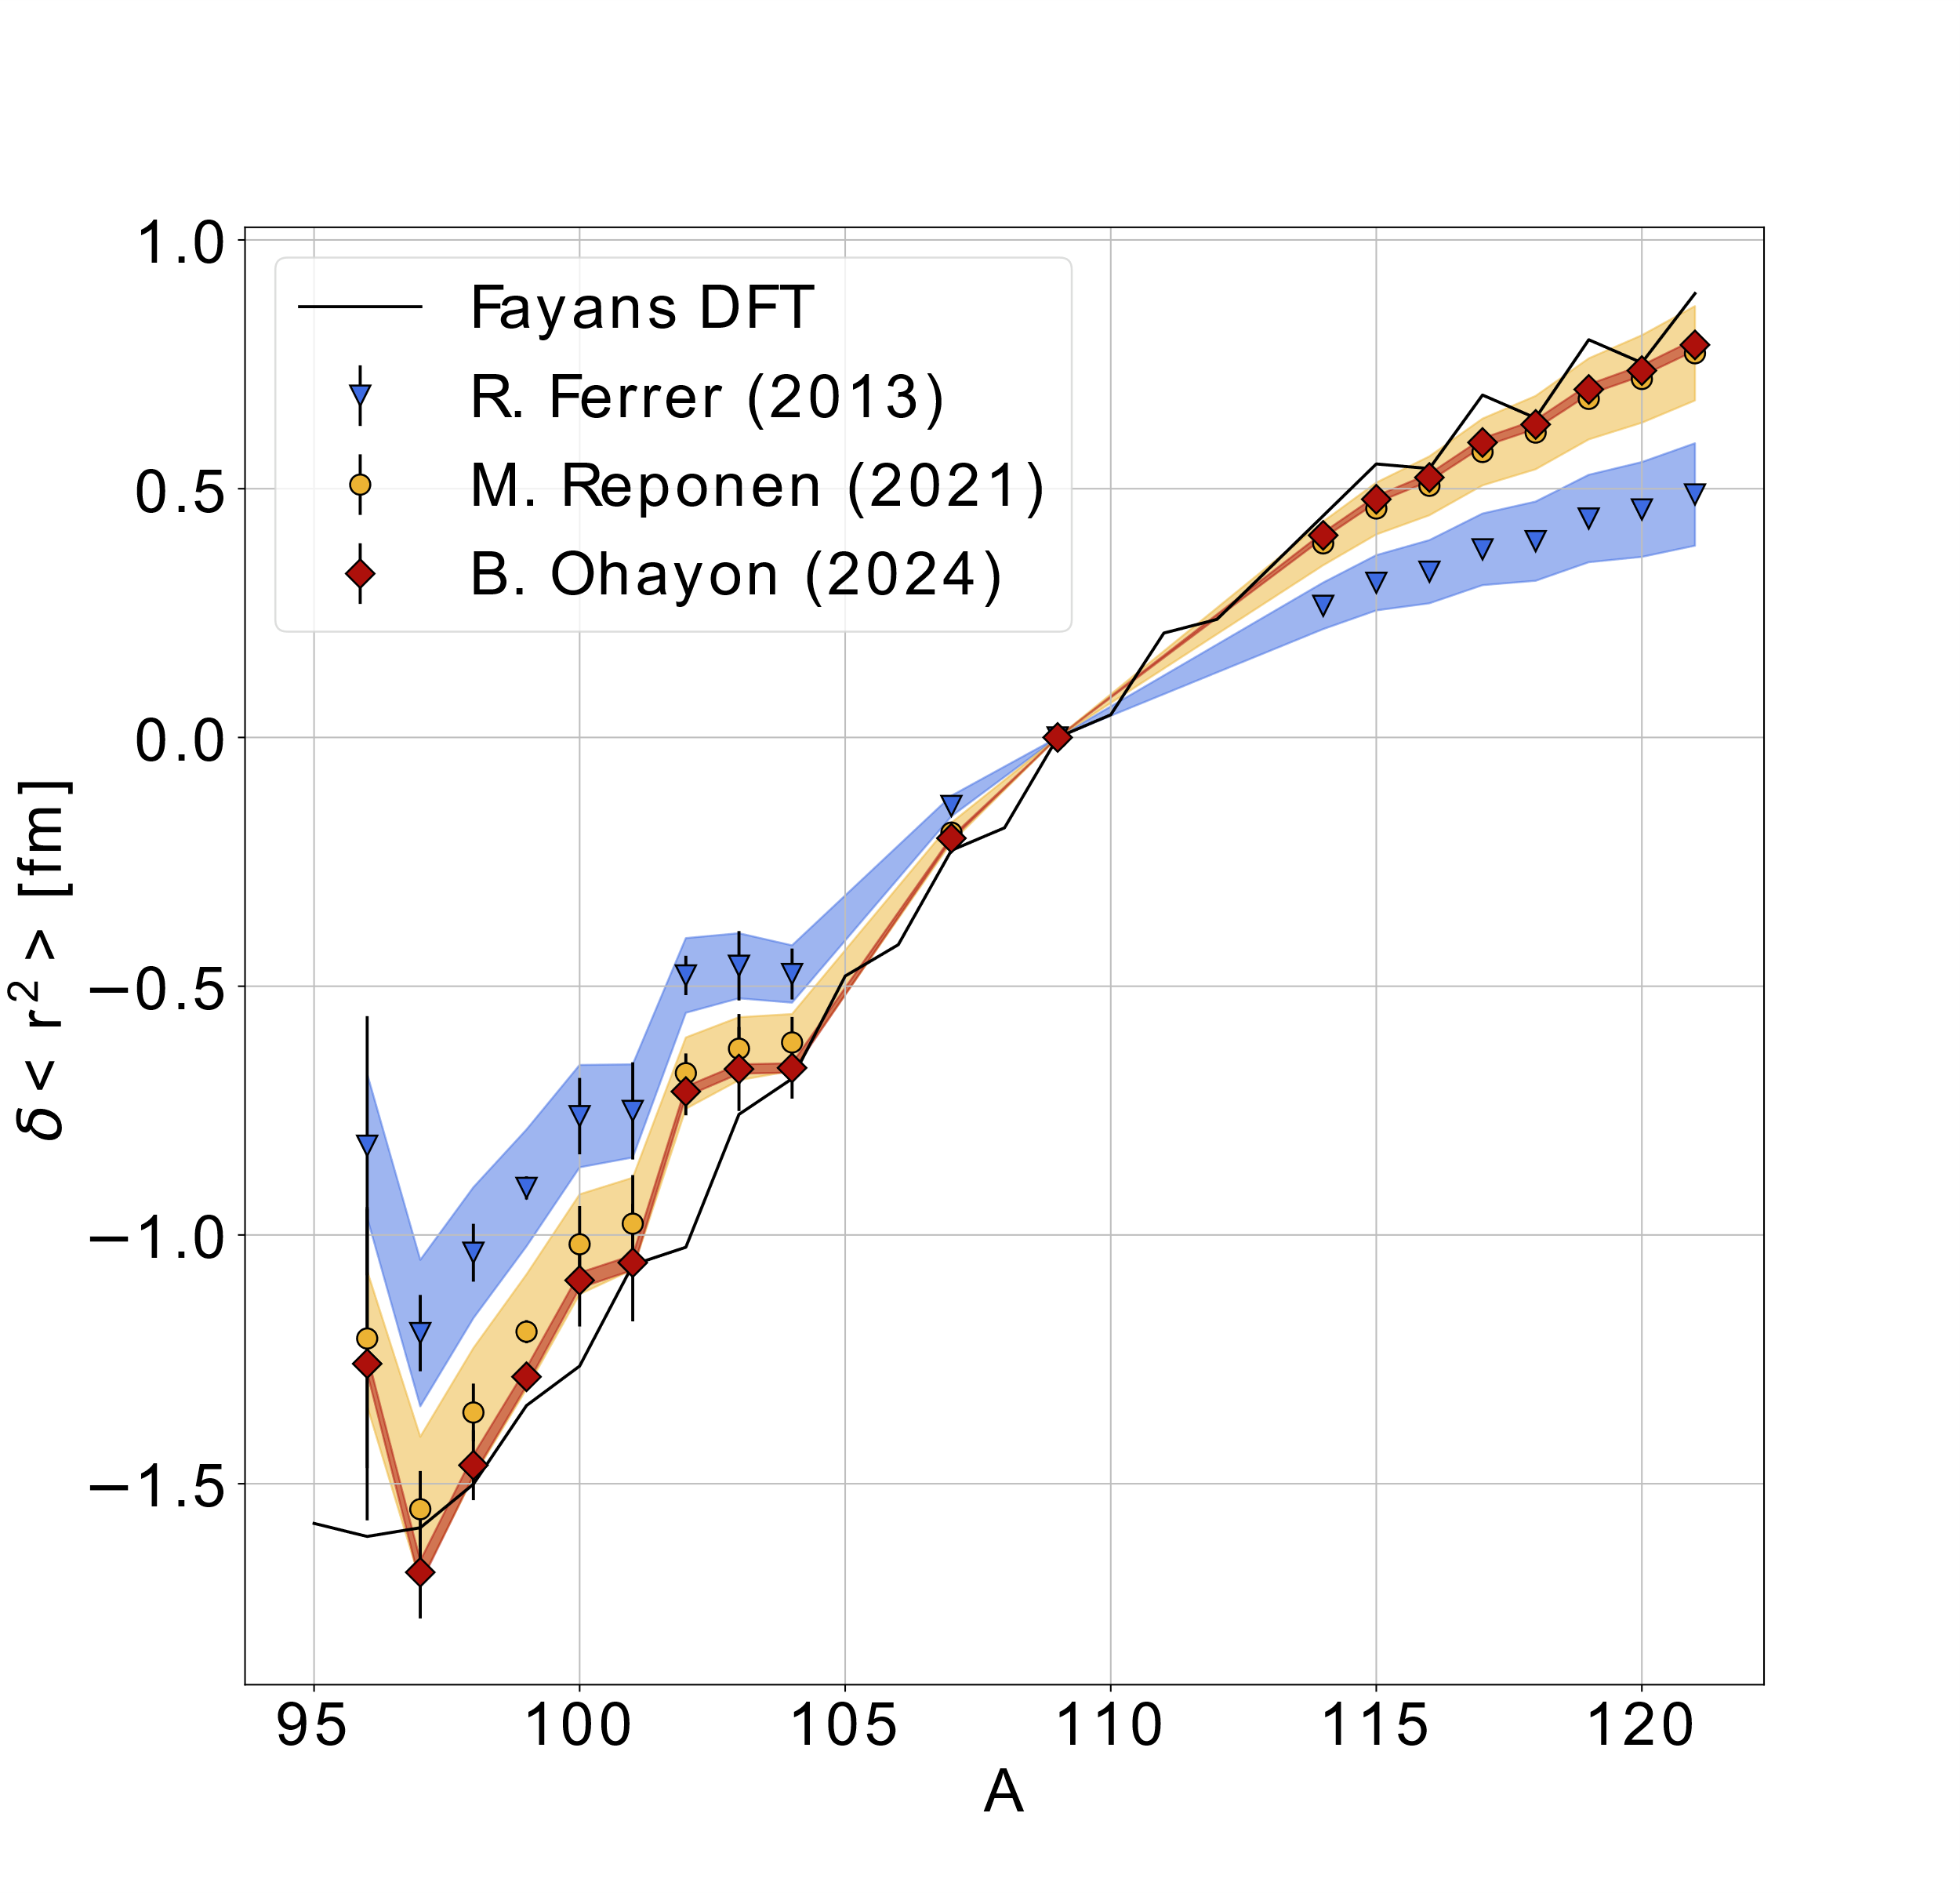 1.0
0.5
0.0
−0.5
−1.0
−1.5
δ < r² > [fm]
Fayans DFT
R. Ferrer (2013)
M. Reponen (2021)
B. Ohayon (2024)
95 100 105 110 115 120
A